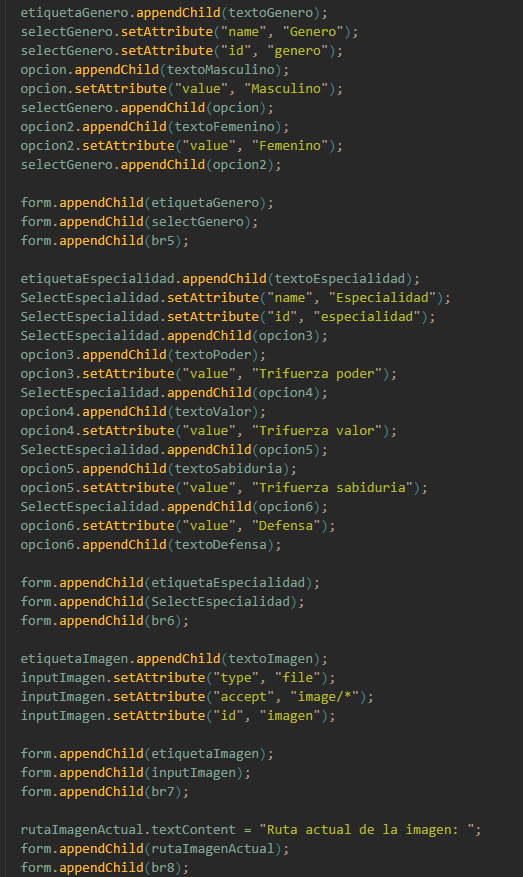 etiquetaGenero.appendChild(textoGenero);
selectGenero.setAttribute("name", "Genero");
selectGenero.setAttribute("id", "genero");
opcion.appendChild(textoMasculino);
opcion.setAttribute("value", "Masculino");
selectGenero.appendChild(opcion);
opcion2.appendChild(textoFemenino);
opcion2.setAttribute("value", "Femenino");
selectGenero.appendChild(opcion2);
form.appendChild(etiquetaGenero);
form.appendChild(selectGenero);
form.appendChild(br5);
etiquetaEspecialidad.appendChild(textoEspecialidad);
SelectEspecialidad.setAttribute("name", "Especialidad");
SelectEspecialidad.setAttribute("id", "especialidad");
SelectEspecialidad.appendChild(opcion3);
opcion3.appendChild(textoPoder);
opcion3.setAttribute("value", "Trifuerza poder");
SelectEspecialidad.appendChild(opcion4);
opcion4.appendChild(textoValor);
opcion4.setAttribute("value", "Trifuerza valor");
SelectEspecialidad.appendChild(opcion5);
opcion5.appendChild(textoSabiduria);
opcion5.setAttribute("value", "Trifuerza sabiduria");
SelectEspecialidad.appendChild(opcion6);
opcion6.setAttribute("value", "Defensa");
opcion6.appendChild(textoDefensa);
form.appendChild(etiquetaEspecialidad);
form.appendChild(SelectEspecialidad);
form.appendChild(br6);
etiquetaImagen.appendChild(textoImagen);
inputImagen.setAttribute("type", "file");
inputImagen.setAttribute("accept", "image/*");
inputImagen.setAttribute("id", "imagen");
form.appendChild(etiquetaImagen);
form.appendChild(inputImagen);
form.appendChild(br7);
rutaImagenActual.textContent = "Ruta actual de la imagen: ";
form.appendChild(rutaImagenActual);
form.appendChild(br8);